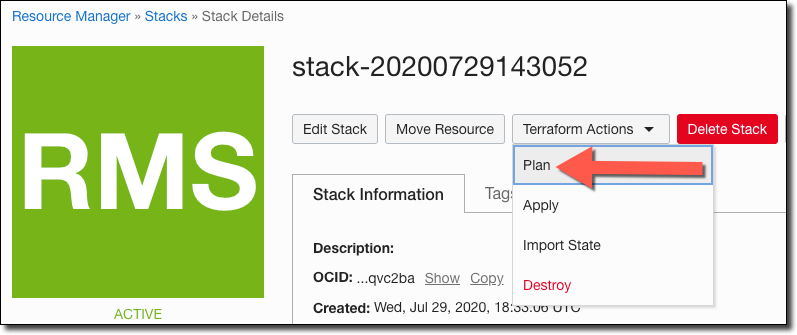 Resource Manager » Stacks » Stack Details
RMS
ACTIVE
stack-20200729143052
Edit Stack Move Resource Terraform Actions Delete Stack
Plan
Apply
Import State
Destroy
Stack Information Tags
Description:
OCID: ...qvc2ba Show Copy
Created: Wed, Jul 29, 2020, 18:33:06 UTC